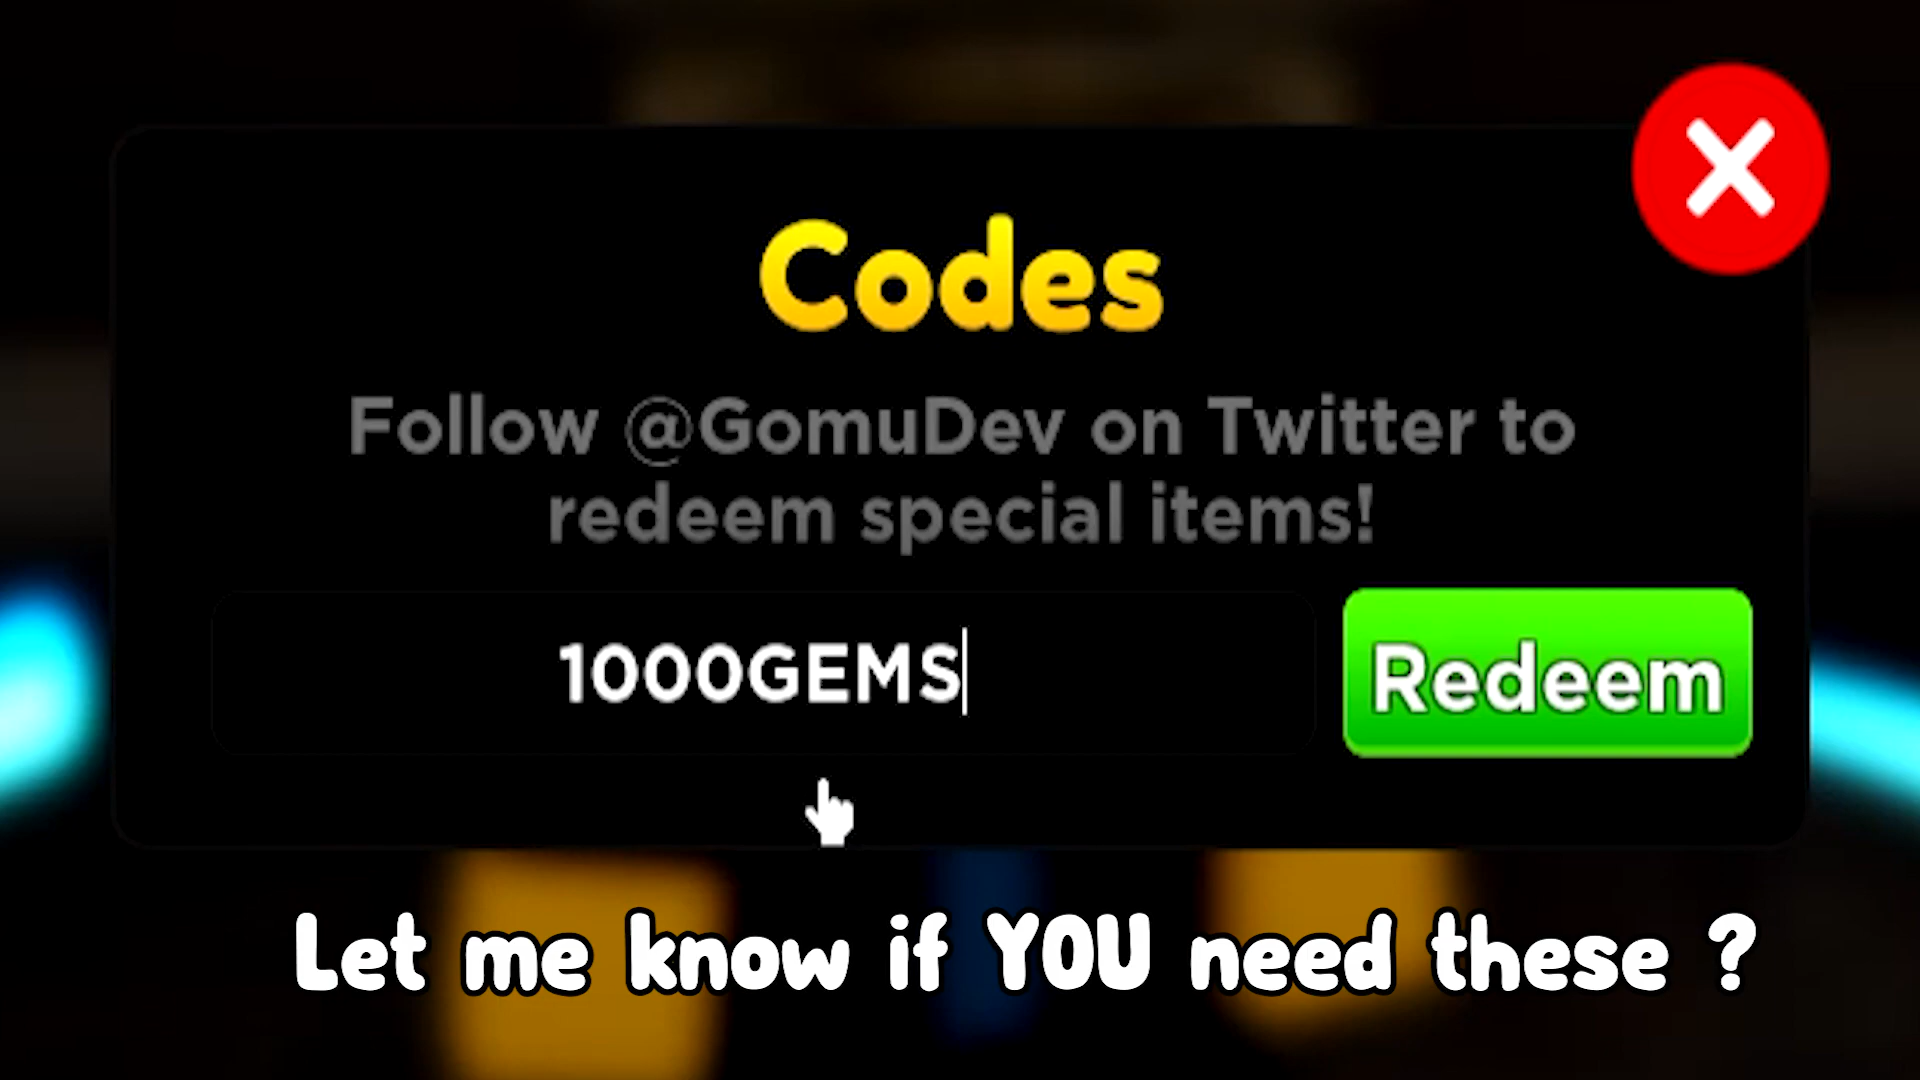 Codes
Follow @GomuDev on Twitter to
redeem special items!
1000GEMS
Redeem
Let me know if YOU need these ?